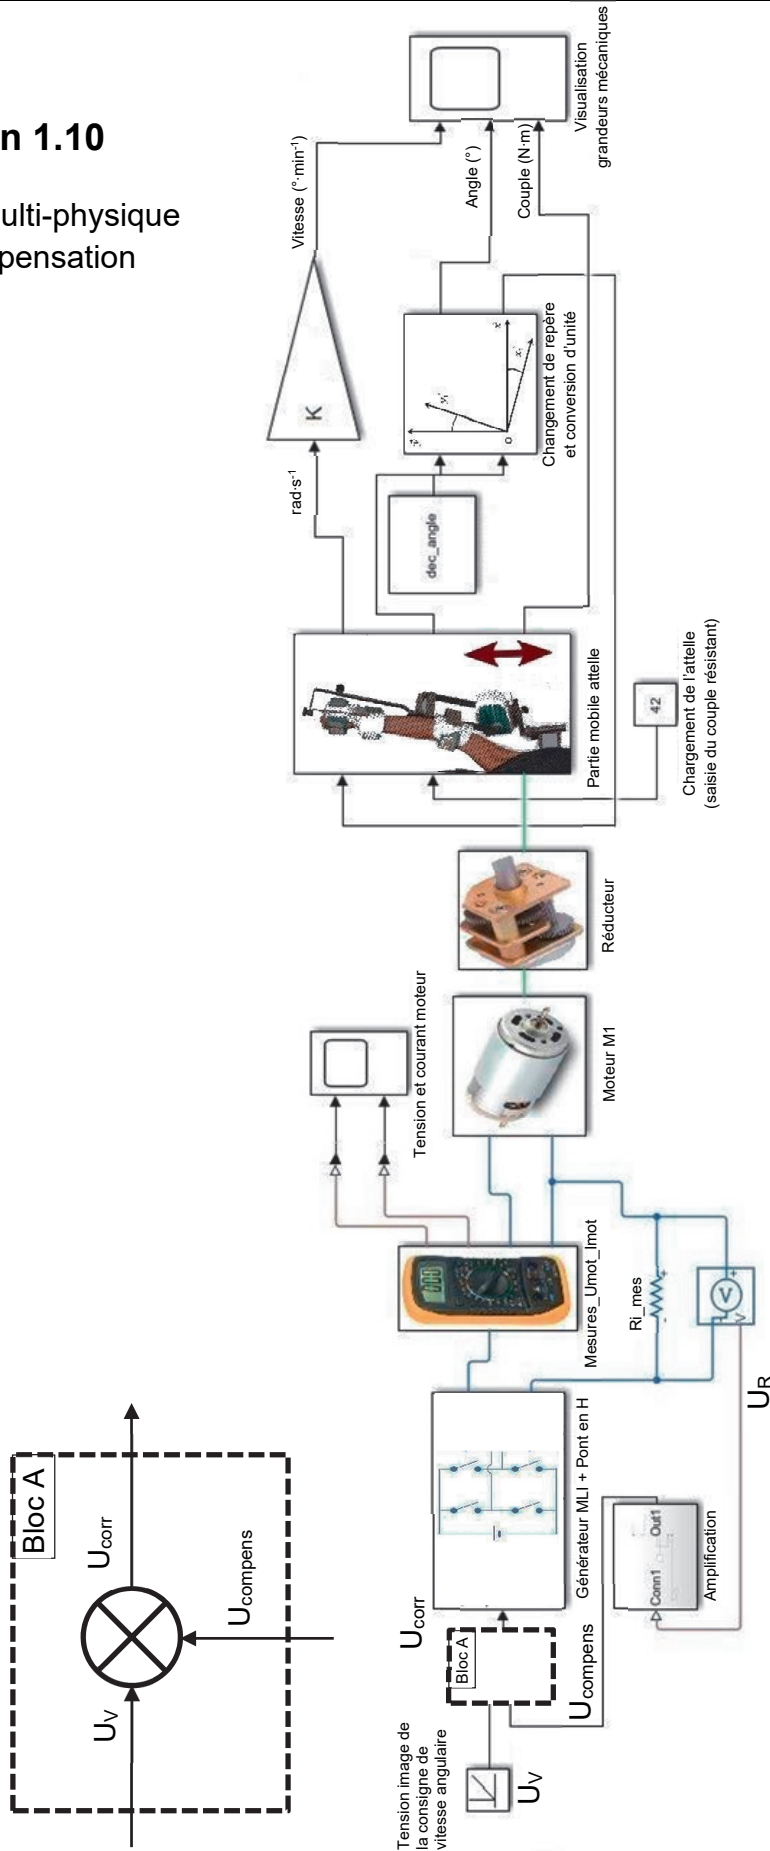 n 1.10
ulti-physique
pensation
Bloc A
U_V
U_corr
U_compens
Tension image de
la consigne de
vitesse angulaire
U_V
Bloc A
U_corr
U_compens
Générateur MLI + Pont en H
Conn1
Out1
Amplification
U_R
Ri_mes
+
-
V
+
V
Mesures_Umot_Imot
Tension et courant moteur
Moteur M1
Réducteur
Partie mobile attelle
42
Chargement de l'attelle
(saisie du couple résistant)
dec_angle
rad·s⁻¹
K
Changement de repère
et conversion d'unité
o
Vitesse (°·min⁻¹)
Angle (°)
Couple (N·m)
Visualisation
grandeurs mécaniques